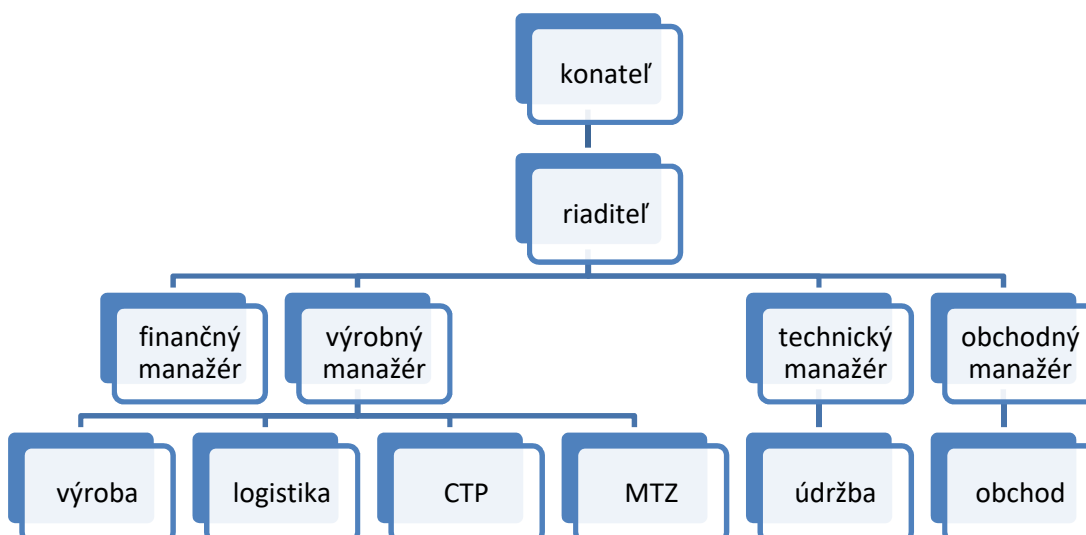 konateľ
riaditeľ
finančný
manažér
výrobný
manažér
technický
manažér
obchodný
manažér
výroba
logistika
CTP
MTZ
údržba
obchod